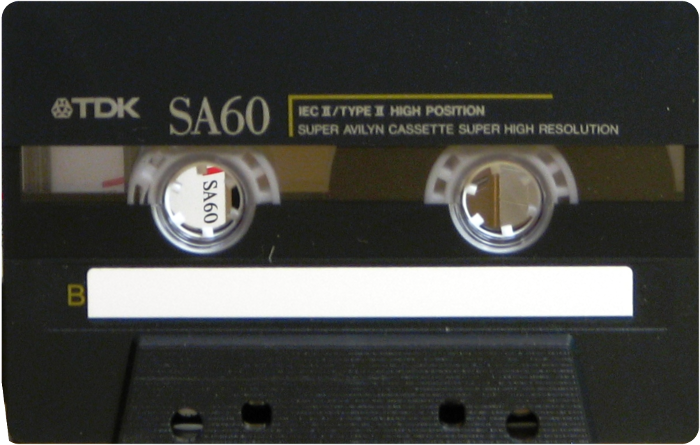 TDK SA60
IEC II/TYPE II HIGH POSITION
SUPER AVILYN CASSETTE SUPER HIGH RESOLUTION
SA60
B